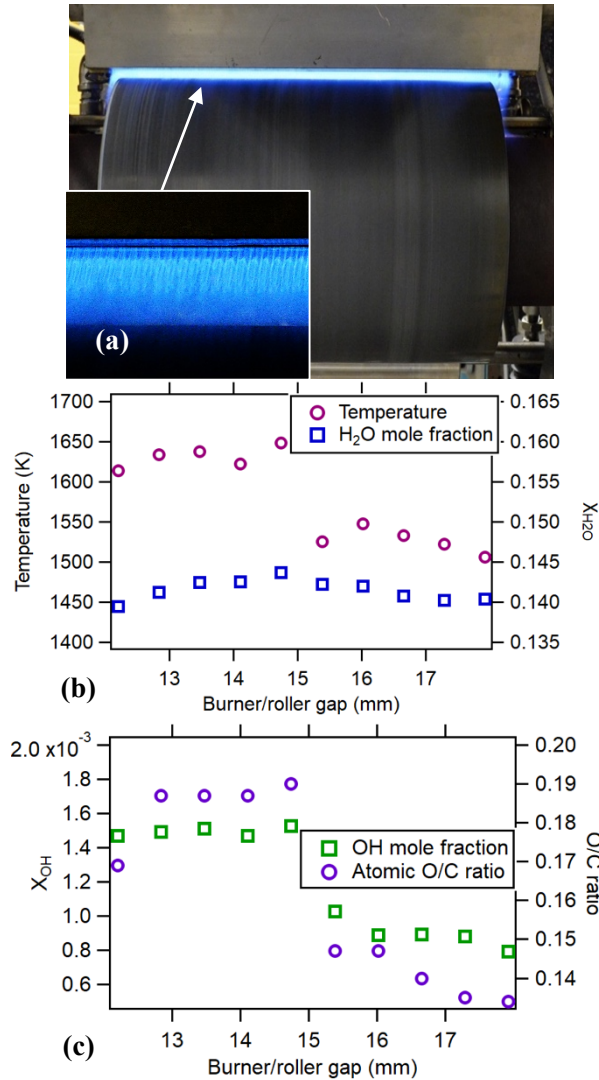 (a)
1700
1650
1600
1550
1500
1450
1400
Temperature (K)
Temperature
H₂O mole fraction
0.165
0.160
0.155
0.150
0.145
0.140
0.135
X_H2O
13 14 15 16 17
Burner/roller gap (mm)
(b)
2.0 x10⁻³
1.8
1.6
1.4
1.2
1.0
0.8
0.6
X_OH
OH mole fraction
Atomic O/C ratio
0.20
0.19
0.18
0.17
0.16
0.15
0.14
O/C ratio
13 14 15 16 17
Burner/roller gap (mm)
(c)